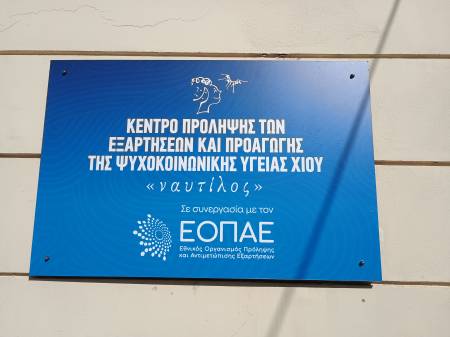 ΚΕΝΤΡΟ ΠΡΟΛΗΨΗΣ ΤΩΝ
ΕΞΑΡΤΗΣΕΩΝ ΚΑΙ ΠΡΟΑΓΩΓΗΣ
ΤΗΣ ΨΥΧΟΚΟΙΝΩΝΙΚΗΣ ΥΓΕΙΑΣ ΧΙΟΥ
«ναυτίλος»
Σε συνεργασία με τον
ΕΟΠΑΕ
Εθνικός Οργανισμός Πρόληψης
και Αντιμετώπισης Εξαρτήσεων